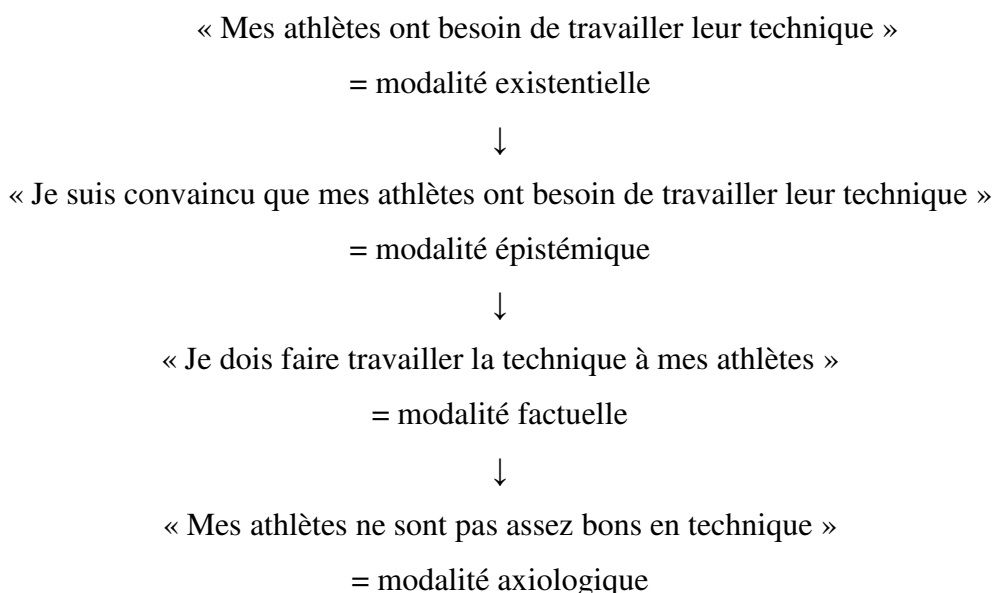 « Mes athlètes ont besoin de travailler leur technique »
= modalité existentielle
↓
« Je suis convaincu que mes athlètes ont besoin de travailler leur technique »
= modalité épistémique
↓
« Je dois faire travailler la technique à mes athlètes »
= modalité factuelle
↓
« Mes athlètes ne sont pas assez bons en technique »
= modalité axiologique